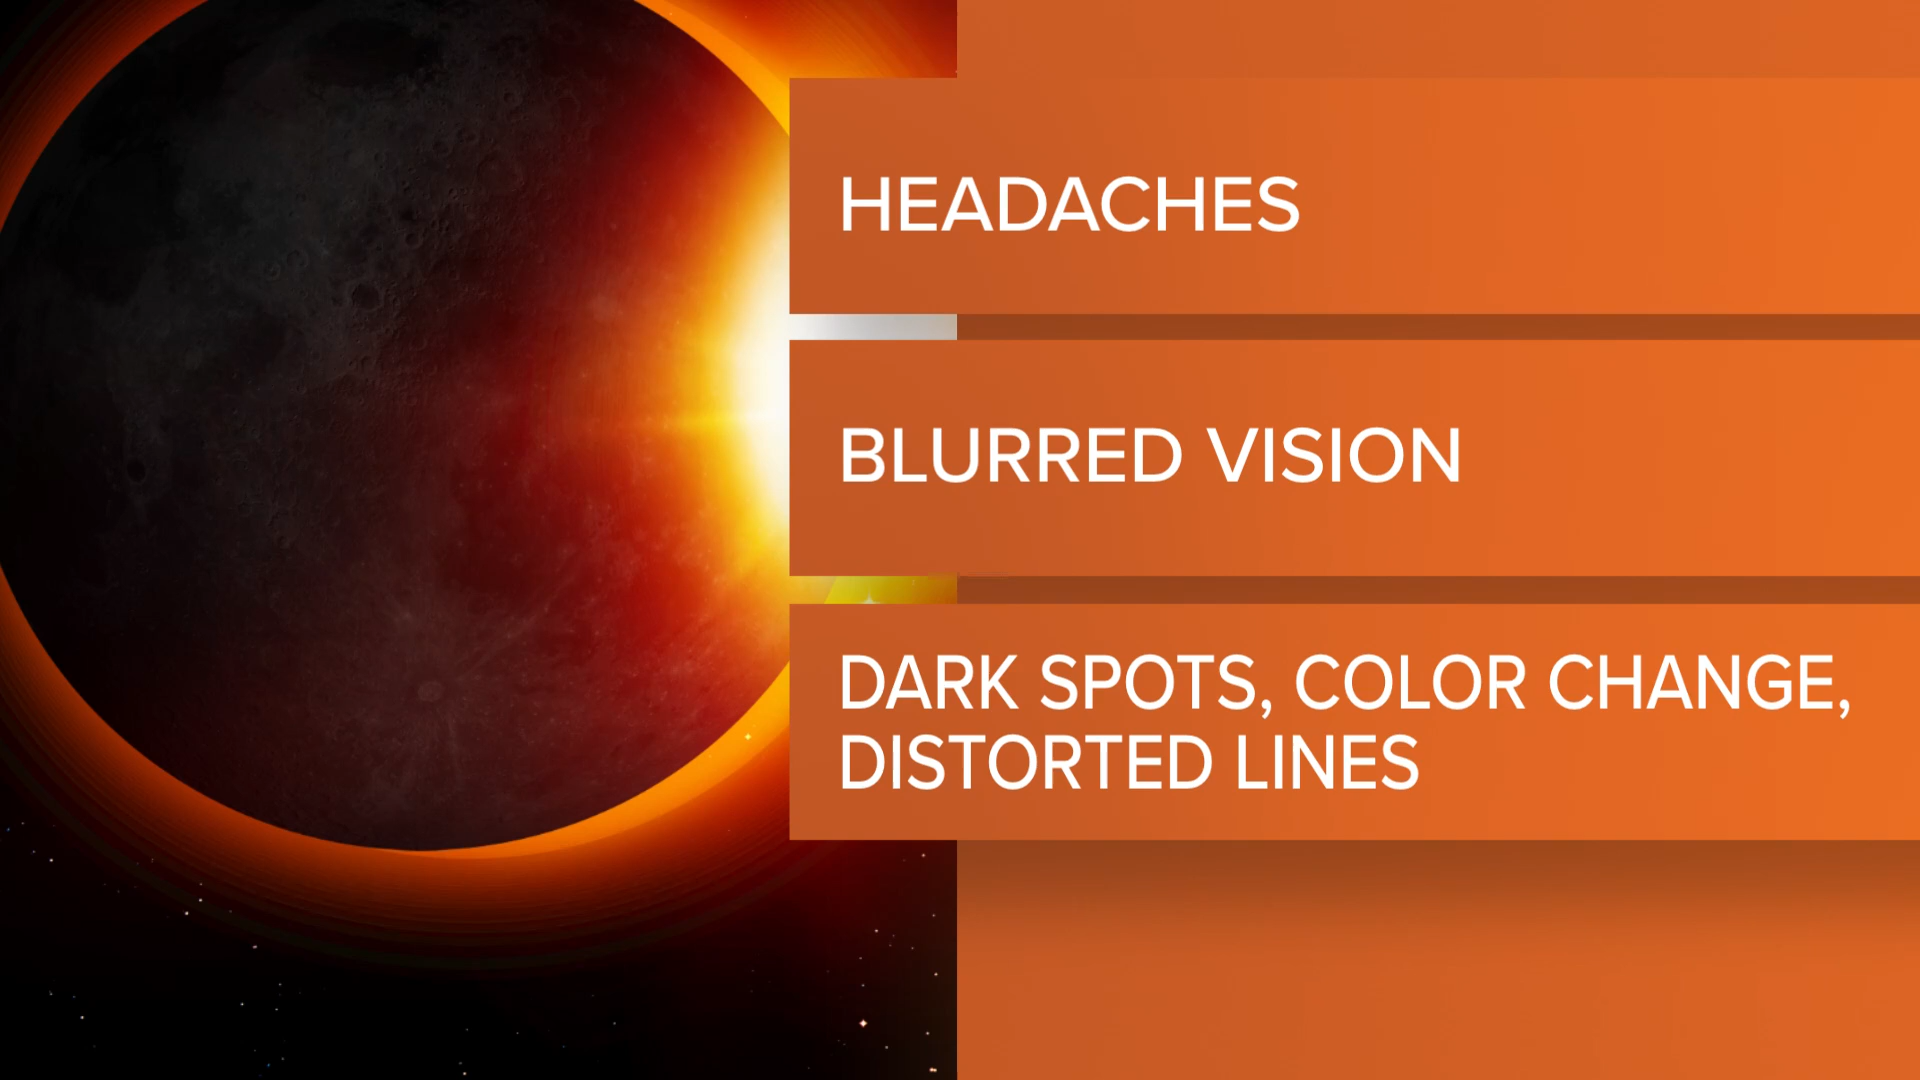 HEADACHES
BLURRED VISION
DARK SPOTS, COLOR CHANGE,
DISTORTED LINES